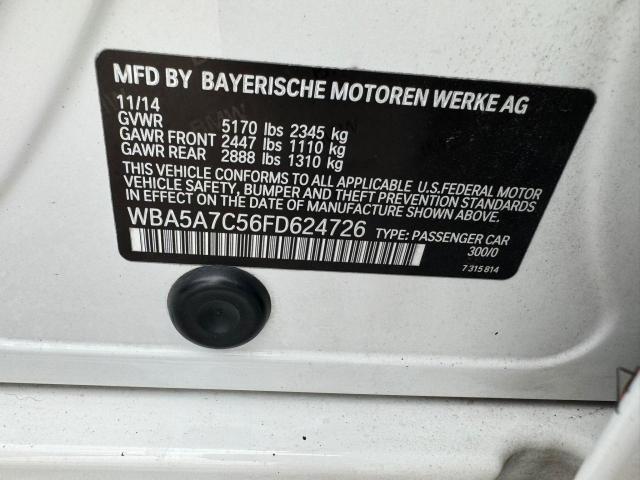 MFD BY BAYERISCHE MOTOREN WERKE AG
11/14
GVWR 5170 lbs 2345 kg
GAWR FRONT 2447 lbs 1110 kg
GAWR REAR 2888 lbs 1310 kg
THIS VEHICLE CONFORMS TO ALL APPLICABLE U.S.FEDERAL MOTOR
VEHICLE SAFETY, BUMPER AND THEFT PREVENTION STANDARDS
IN EFFECT ON THE DATE OF MANUFACTURE SHOWN ABOVE.
WBA5A7C56FD624726 TYPE: PASSENGER CAR
300/0
7 315 814